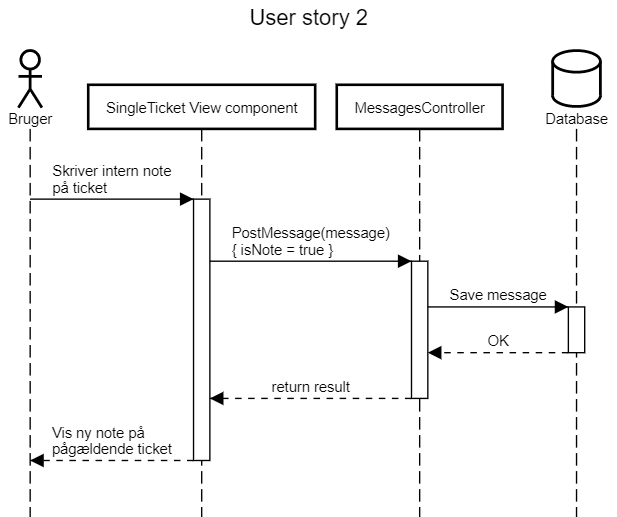 User story 2
Bruger
SingleTicket View component
MessagesController
Database
Skriver intern note
på ticket
PostMessage(message)
{ isNote = true }
Save message
OK
return result
Vis ny note på
pågældende ticket